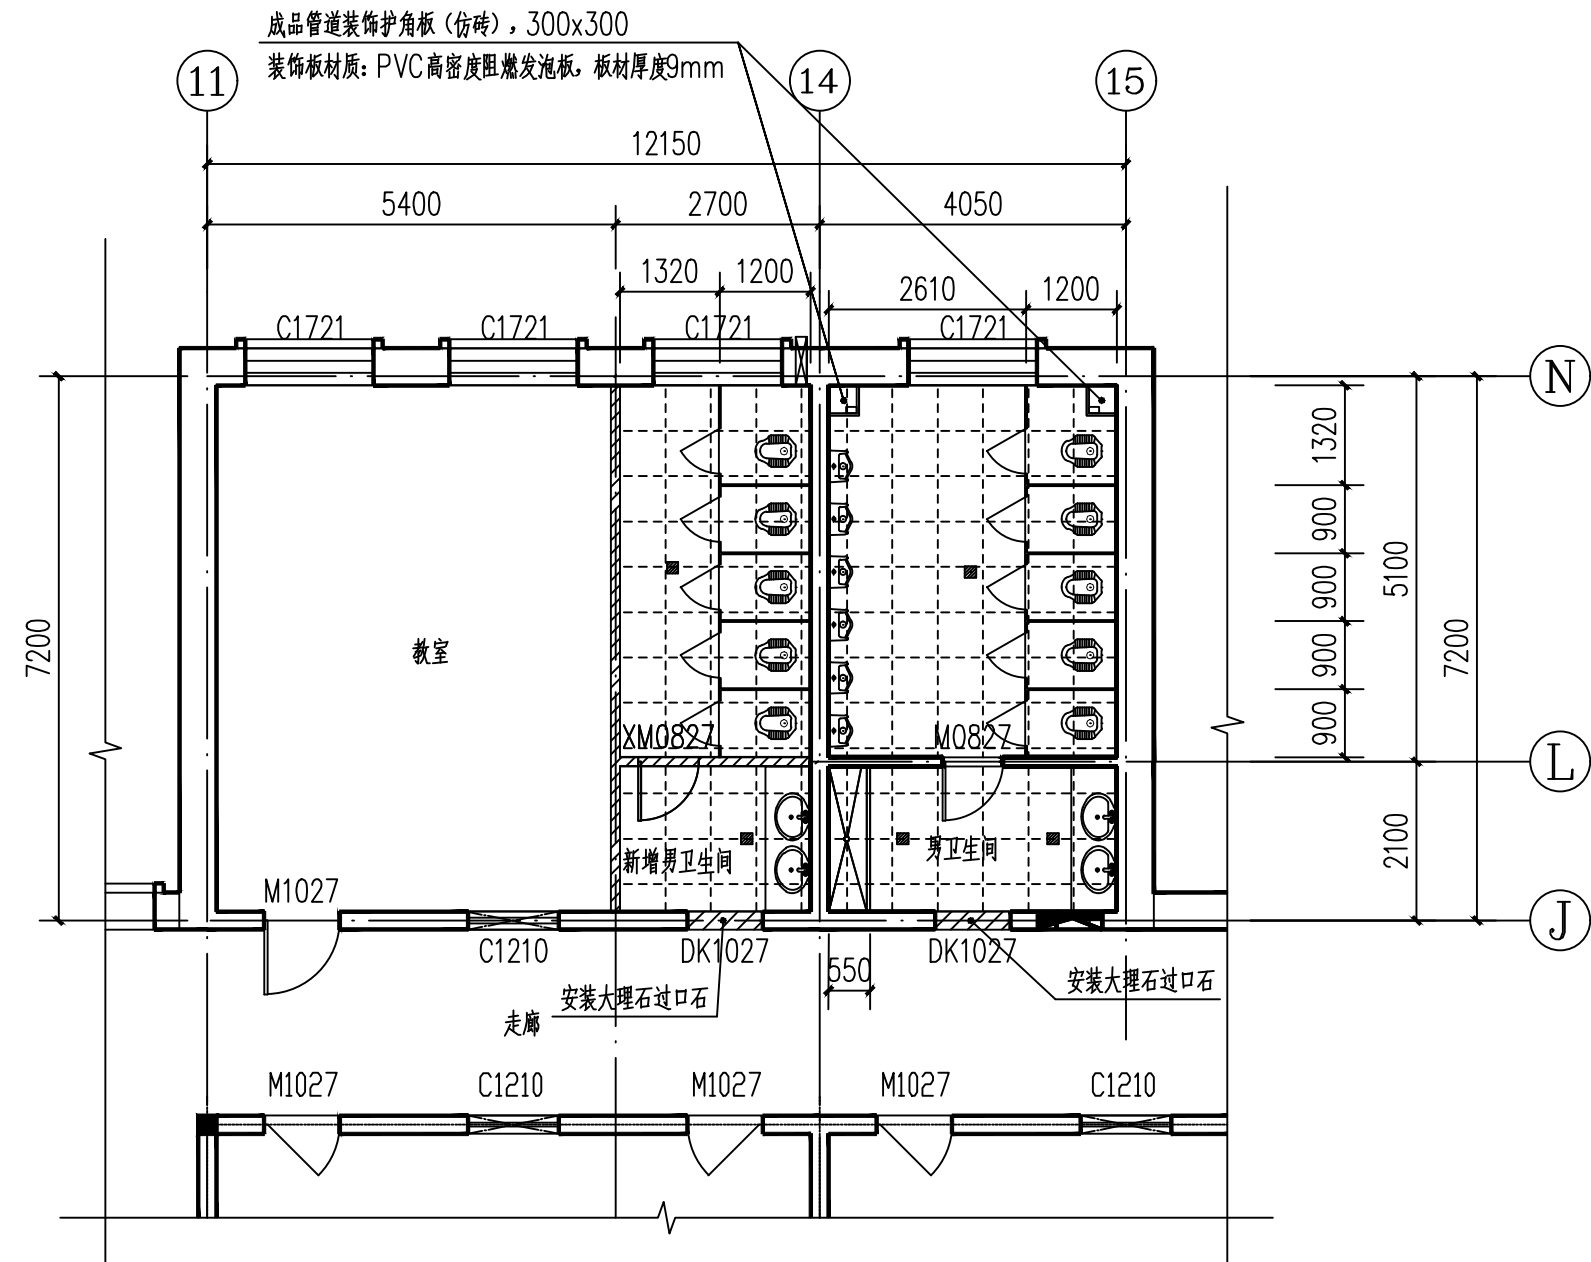 成品管道装饰护角板（仿砖），300x300
装饰板材质：PVC高密度阻燃发泡板，板材厚度9mm
11
14
15
12150
5400
2700
4050
1320
1200
2610
1200
C1721
C1721
C1721
C1721
N
1320
900
900
900
900
5100
7200
7200
教室
XM0827
M0827
L
2100
新增男卫生间
男卫生间
M1027
J
C1210
DK1027
DK1027
550
安装大理石过口石
安装大理石过口石
走廊
M1027
C1210
M1027
M1027
C1210